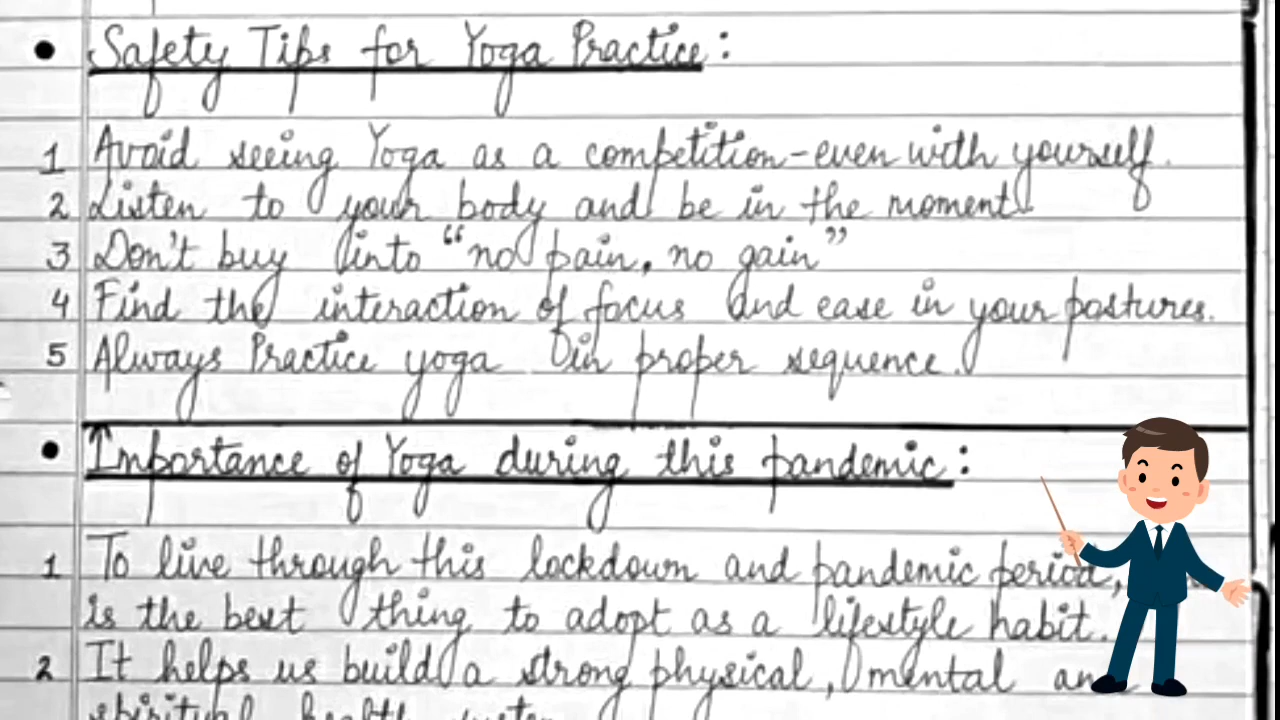 • Safety Tips for Yoga Practice :
1 Avoid seeing Yoga as a competition-even with yourself.
2 Listen to your body and be in the moment.
3 Don't buy into "no pain, no gain"
4 Find the interaction of focus and ease in your postures.
5 Always Practice yoga in proper sequence.
• Importance of Yoga during this pandemic :
1 To live through this lockdown and pandemic period,
is the best thing to adopt as a lifestyle habit.
2 It helps us build a strong physical, mental
spiritual health